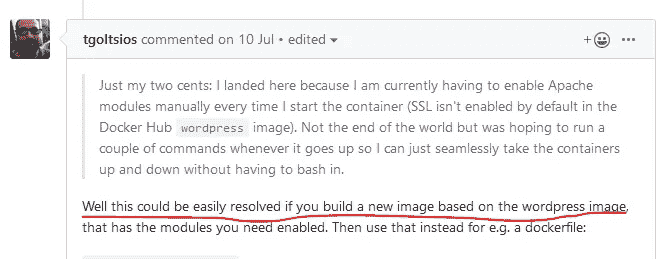 tgoltsios commented on 10 Jul • edited
Just my two cents: I landed here because I am currently having to enable Apache
modules manually every time I start the container (SSL isn't enabled by default in the
Docker Hub wordpress image). Not the end of the world but was hoping to run a
couple of commands whenever it goes up so I can just seamlessly take the containers
up and down without having to bash in.
Well this could be easily resolved if you build a new image based on the wordpress image,
that has the modules you need enabled. Then use that instead for e.g. a dockerfile: